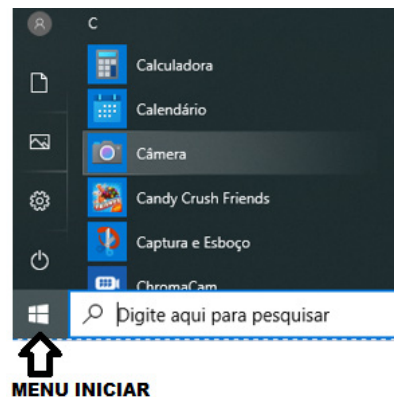 C
Calculadora
Calendário
Câmera
Candy Crush Friends
Captura e Esboço
ChromaCam
Digite aqui para pesquisar
MENU INICIAR